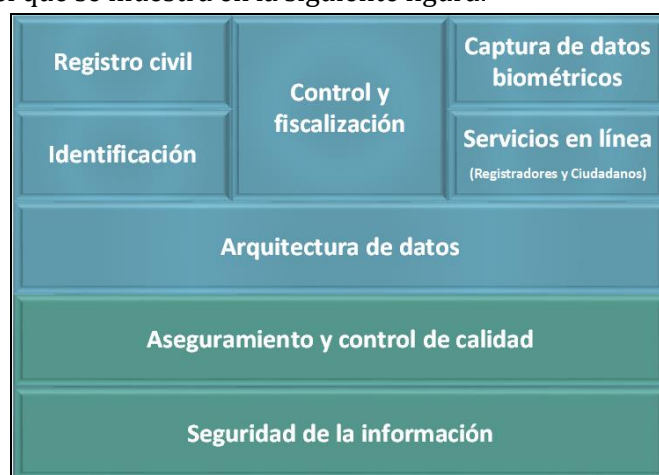 Registro civil
Identificación
Control y
fiscalización
Captura de datos
biométricos
Servicios en línea
(Registradores y Ciudadanos)
Arquitectura de datos
Aseguramiento y control de calidad
Seguridad de la información